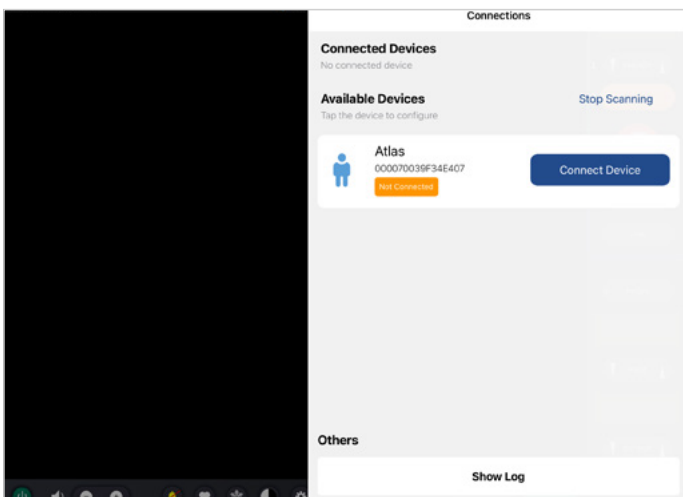 Connections
Connected Devices
No connected device
Available Devices
Stop Scanning
Tap the device to configure
Atlas
000070039F34E407
Not Connected
Connect Device
Others
Show Log